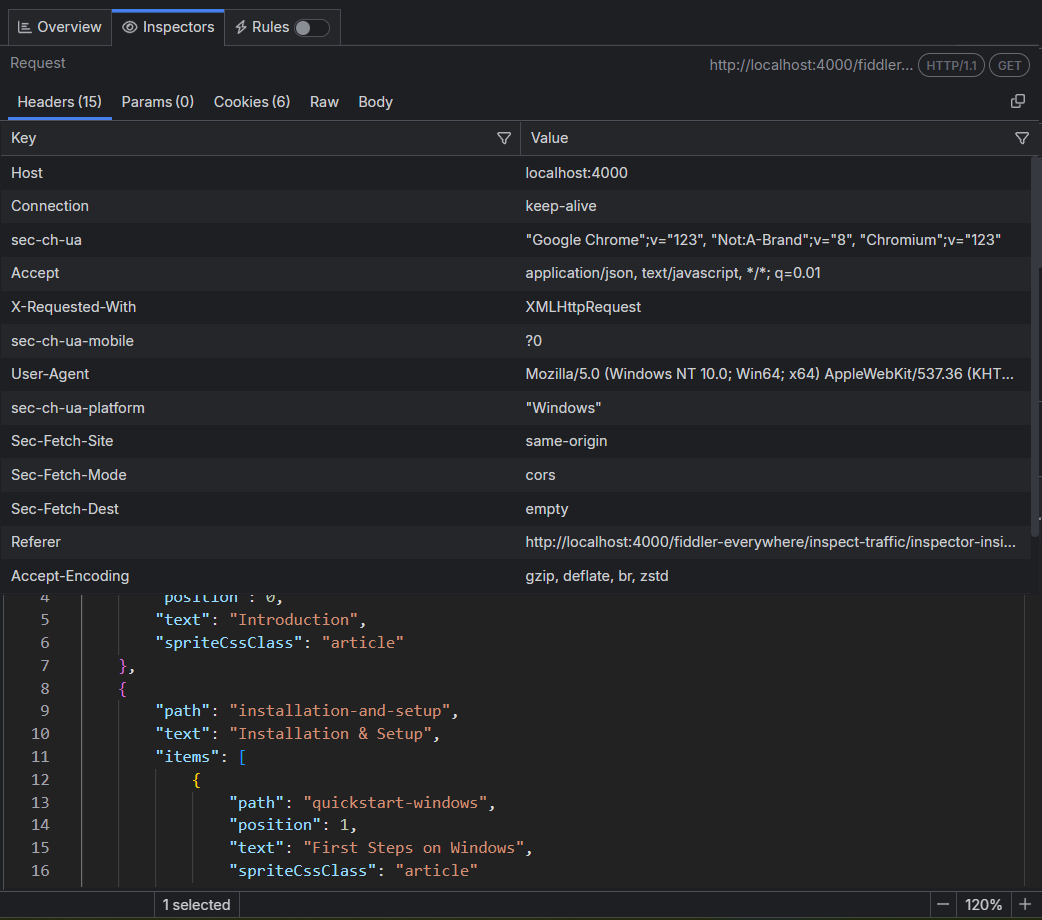 Overview Inspectors Rules
Request http://localhost:4000/fiddler... HTTP/1.1 GET
Headers (15) Params (0) Cookies (6) Raw Body
Key Value
Host localhost:4000
Connection keep-alive
sec-ch-ua "Google Chrome";v="123", "Not:A-Brand";v="8", "Chromium";v="123"
Accept application/json, text/javascript, */*; q=0.01
X-Requested-With XMLHttpRequest
sec-ch-ua-mobile ?0
User-Agent Mozilla/5.0 (Windows NT 10.0; Win64; x64) AppleWebKit/537.36 (KHT...
sec-ch-ua-platform "Windows"
Sec-Fetch-Site same-origin
Sec-Fetch-Mode cors
Sec-Fetch-Dest empty
Referer http://localhost:4000/fiddler-everywhere/inspect-traffic/inspector-insi...
Accept-Encoding gzip, deflate, br, zstd
4 "position": 0,
5 "text": "Introduction",
6 "spriteCssClass": "article"
7 },
8 {
9 "path": "installation-and-setup",
10 "text": "Installation & Setup",
11 "items": [
12 {
13 "path": "quickstart-windows",
14 "position": 1,
15 "text": "First Steps on Windows",
16 "spriteCssClass": "article"
1 selected 120%